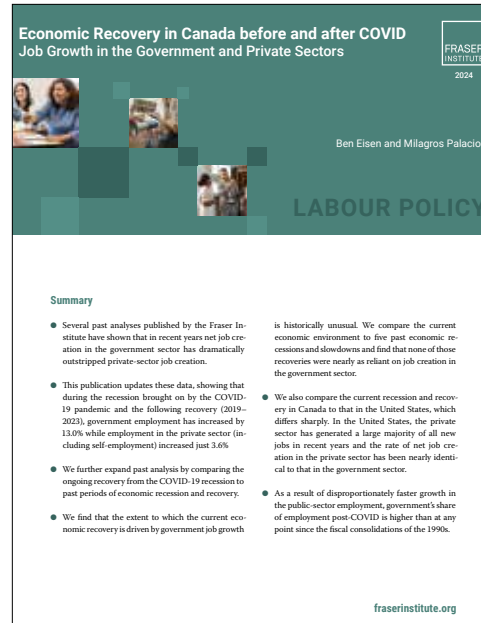 Economic Recovery in Canada before and after COVID
Job Growth in the Government and Private Sectors
FRASER
INSTITUTE
2024
Ben Eisen and Milagros Palacio
LABOUR POLICY
Summary
● Several past analyses published by the Fraser In-
stitute have shown that in recent years net job cre-
ation in the government sector has dramatically
outstripped private-sector job creation.
● This publication updates these data, showing that
during the recession brought on by the COVID-
19 pandemic and the following recovery (2019–
2023), government employment has increased by
13.0% while employment in the private sector (in-
cluding self-employment) increased just 3.6%
● We further expand past analysis by comparing the
ongoing recovery from the COVID-19 recession to
past periods of economic recession and recovery.
● We find that the extent to which the current eco-
nomic recovery is driven by government job growth
is historically unusual. We compare the current
economic environment to five past economic re-
cessions and slowdowns and find that none of those
recoveries were nearly as reliant on job creation in
the government sector.
● We also compare the current recession and recov-
ery in Canada to that in the United States, which
differs sharply. In the United States, the private
sector has generated a large majority of all new
jobs in recent years and the rate of net job cre-
ation in the private sector has been nearly identi-
cal to that in the government sector.
● As a result of disproportionately faster growth in
the public-sector employment, government’s share
of employment post-COVID is higher than at any
point since the fiscal consolidations of the 1990s.
fraserinstitute.org